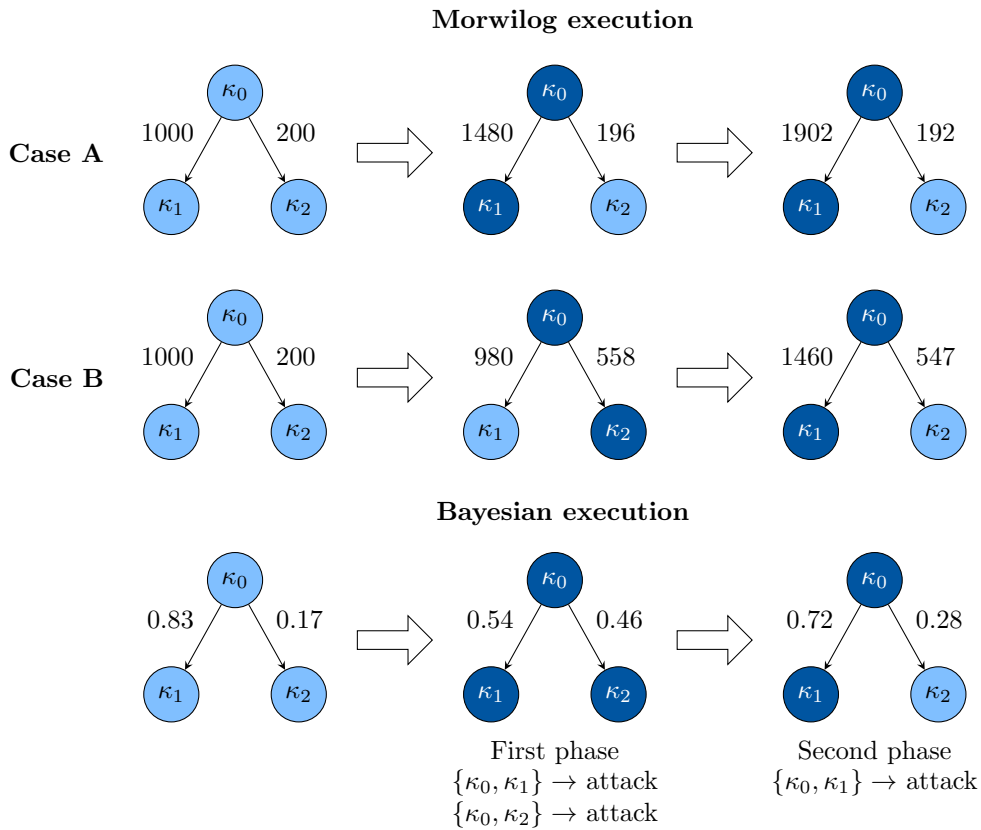 Morwilog execution
κ0
κ0
κ0
1000 200
1480 196
1902 192
Case A
κ1 κ2
κ1 κ2
κ1 κ2
κ0
κ0
κ0
1000 200
980 558
1460 547
Case B
κ1 κ2
κ1 κ2
κ1 κ2
Bayesian execution
κ0
κ0
κ0
0.83 0.17
0.54 0.46
0.72 0.28
κ1 κ2
κ1 κ2
κ1 κ2
First phase
{κ0, κ1} → attack
{κ0, κ2} → attack
Second phase
{κ0, κ1} → attack